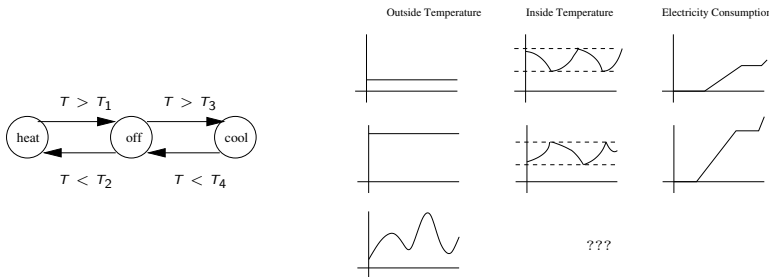 Outside Temperature
Inside Temperature
Electricity Consumption
T > T1
T > T3
heat
off
cool
T < T2
T < T4
???